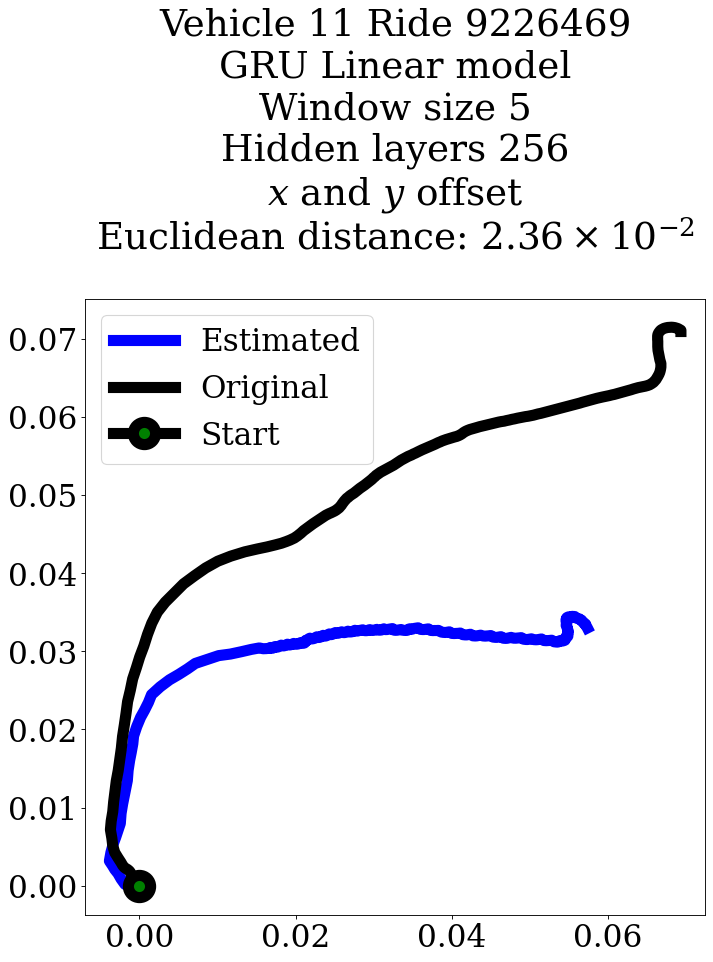 Vehicle 11 Ride 9226469
GRU Linear model
Window size 5
Hidden layers 256
x and y offset
Euclidean distance: 2.36 × 10⁻²
Estimated
Original
Start
0.07
0.06
0.05
0.04
0.03
0.02
0.01
0.00
0.00 0.02 0.04 0.06